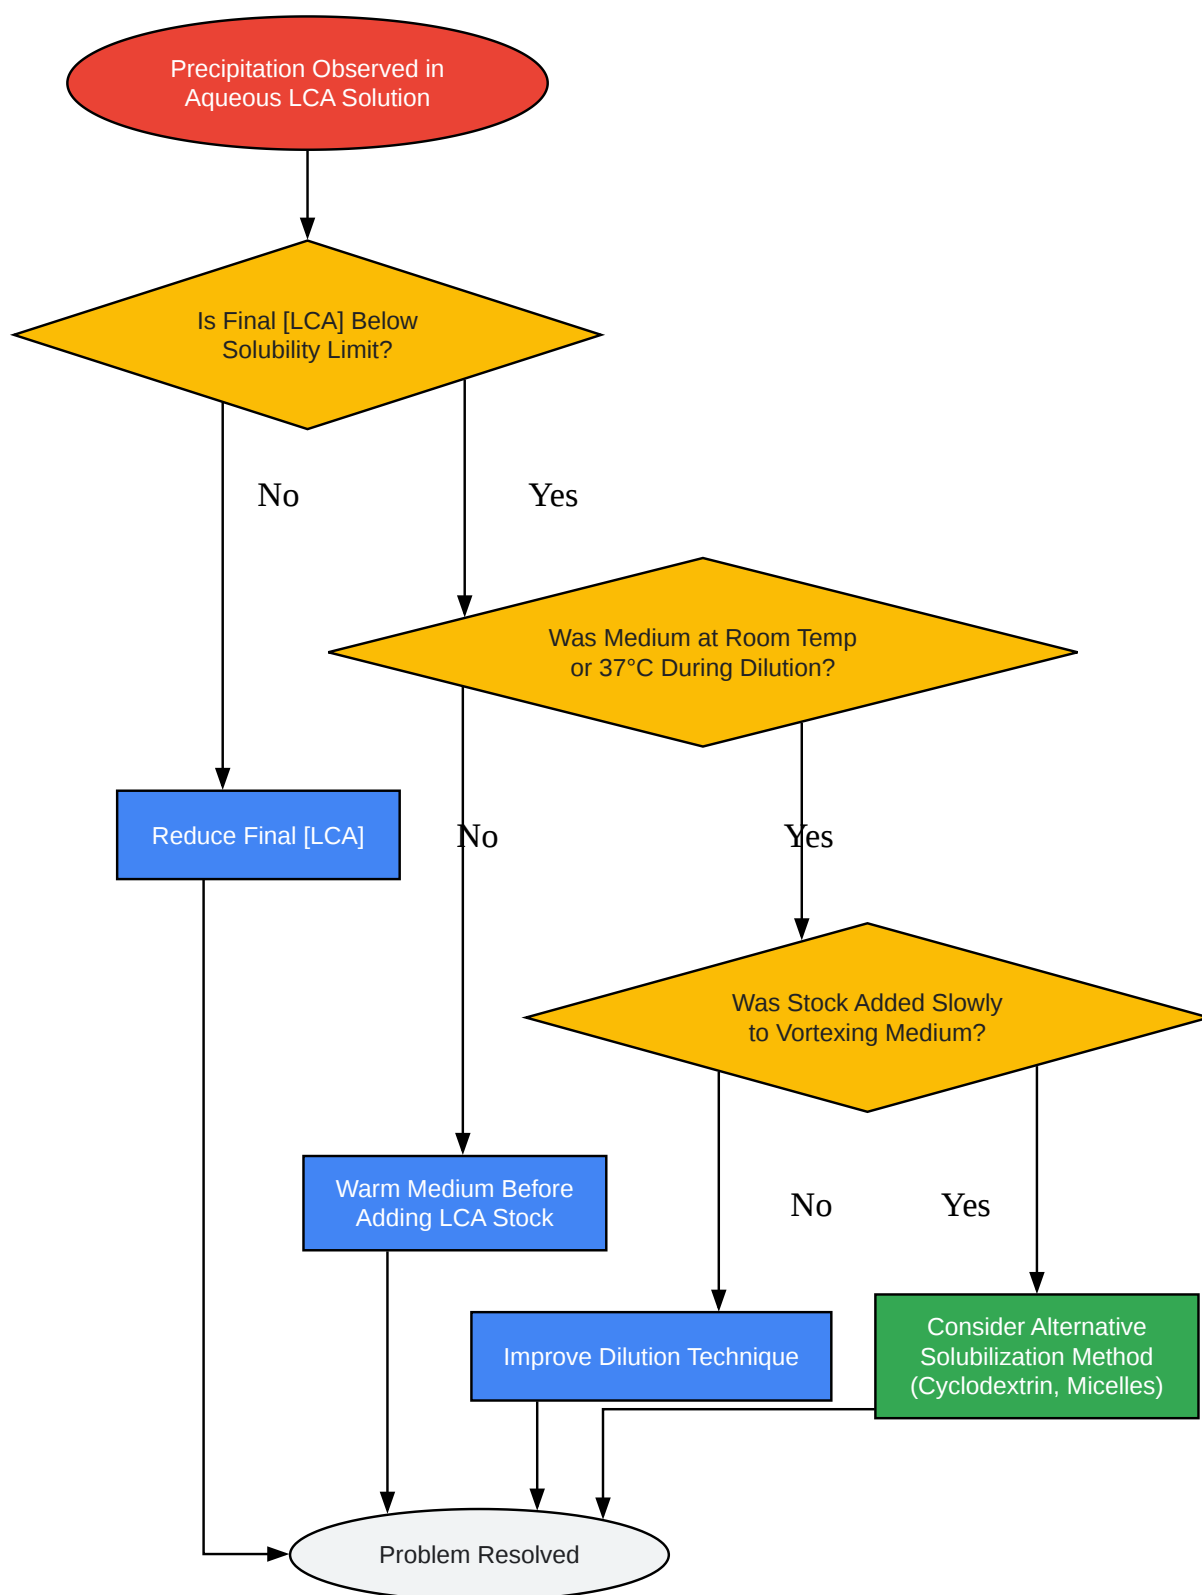 Precipitation Observed in
Aqueous LCA Solution
Is Final [LCA] Below
Solubility Limit?
No
Yes
Was Medium at Room Temp
or 37°C During Dilution?
Reduce Final [LCA]
No
Yes
Was Stock Added Slowly
to Vortexing Medium?
Warm Medium Before
Adding LCA Stock
No
Yes
Improve Dilution Technique
Consider Alternative
Solubilization Method
(Cyclodextrin, Micelles)
Problem Resolved